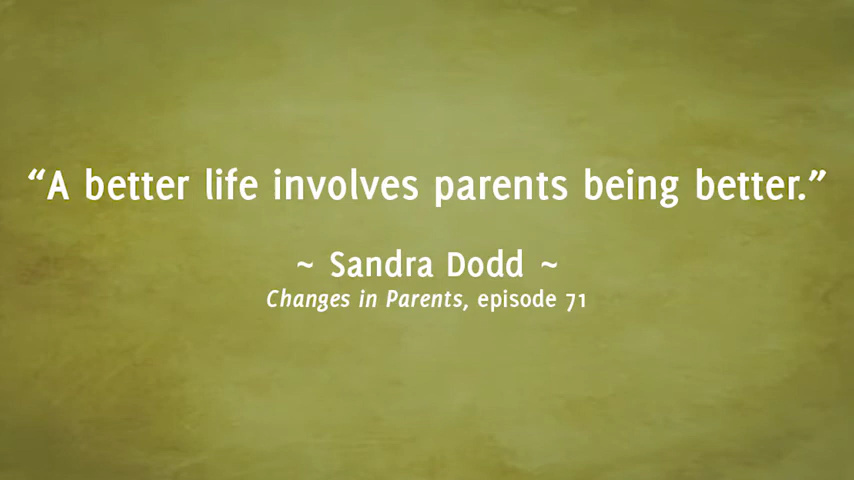 “A better life involves parents being better.”
~ Sandra Dodd ~
Changes in Parents, episode 71